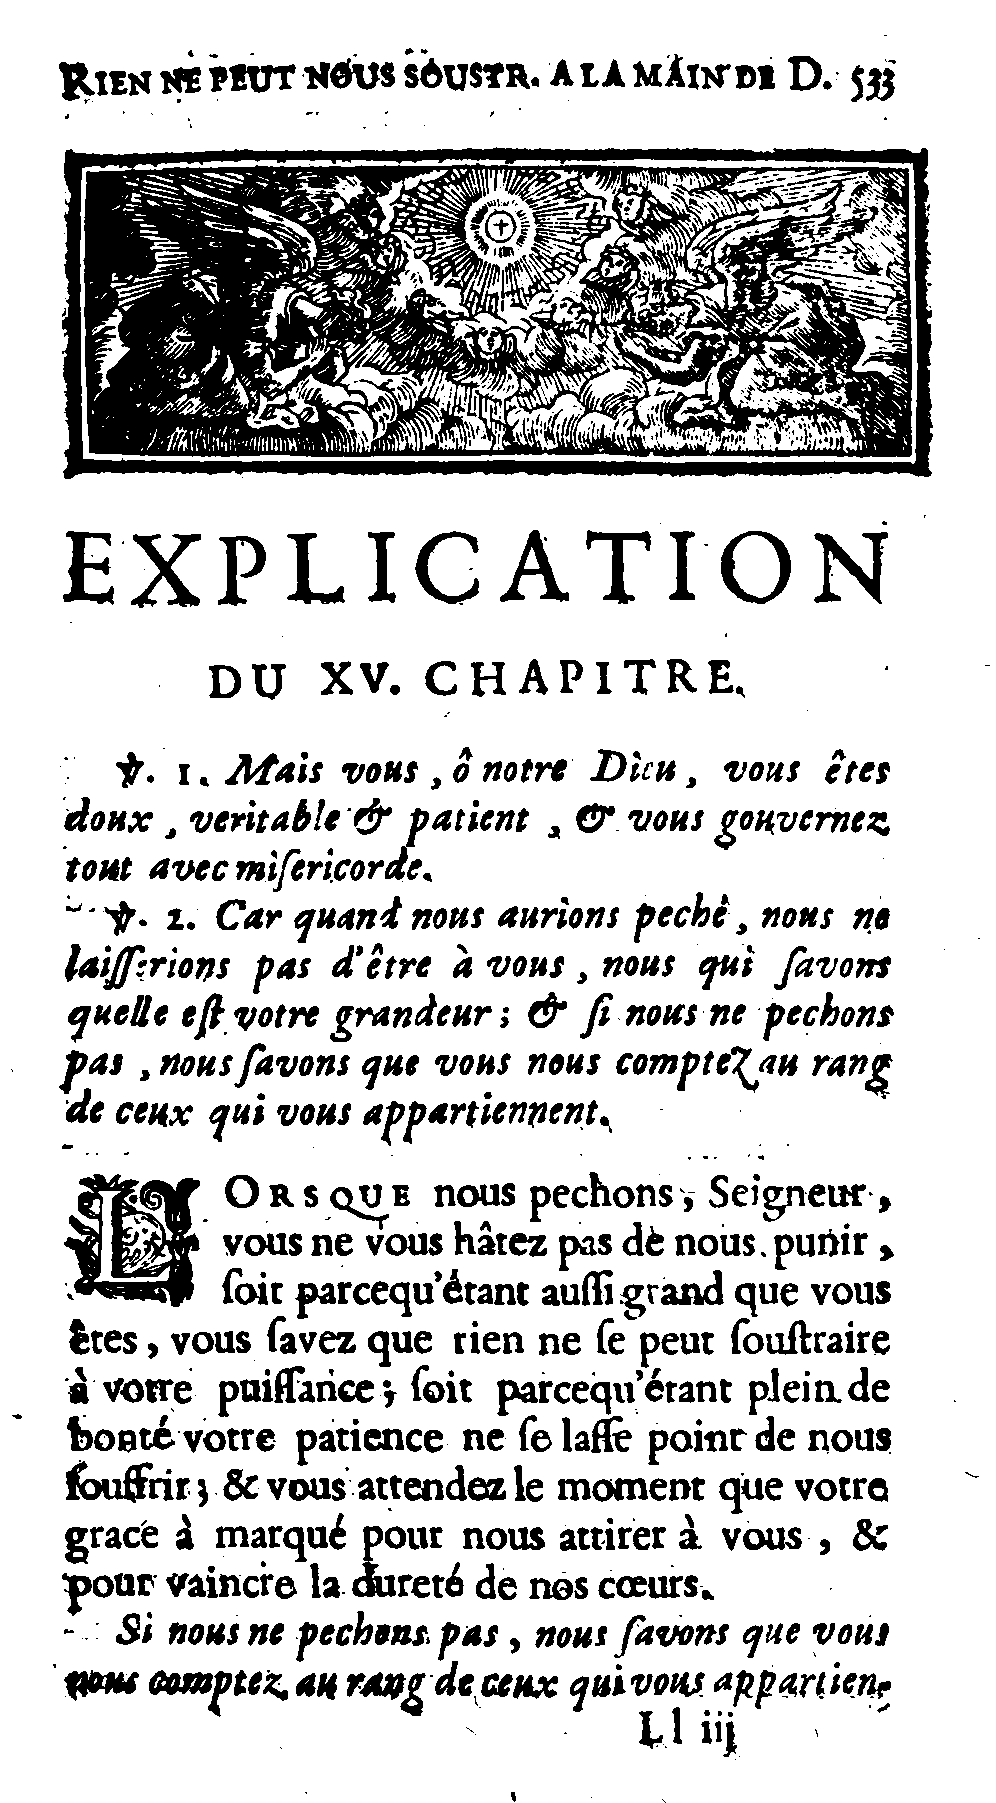 RIEN NE PEUT NOUS SOUSTR. A LA MAIN DE D. 533
EXPLICATION
DU XV. CHAPITRE.
℣. 1. Mais vous, ô notre Dieu, vous êtes
doux, veritable & patient, & vous gouvernez
tout avec miſericorde.
℣. 2. Car quand nous aurions peché, nous ne
laiſſerions pas d'être à vous, nous qui ſavons
quelle eſt votre grandeur; & ſi nous ne pechons
pas, nous ſavons que vous nous comptez au rang
de ceux qui vous appartiennent.
LORSQUE nous pechons, Seigneur,
vous ne vous hâtez pas de nous punir,
ſoit parcequ'étant auſſi grand que vous
êtes, vous ſavez que rien ne ſe peut ſouſtraire
à votre puiſſance; ſoit parcequ'étant plein de
bonté votre patience ne ſe laſſe point de nous
ſouffrir; & vous attendez le moment que votre
grace à marqué pour nous attirer à vous, &
pour vaincre la dureté de nos cœurs.
Si nous ne pechons pas, nous ſavons que vous
nous comptez au rang de ceux qui vous appartien-
Ll iij